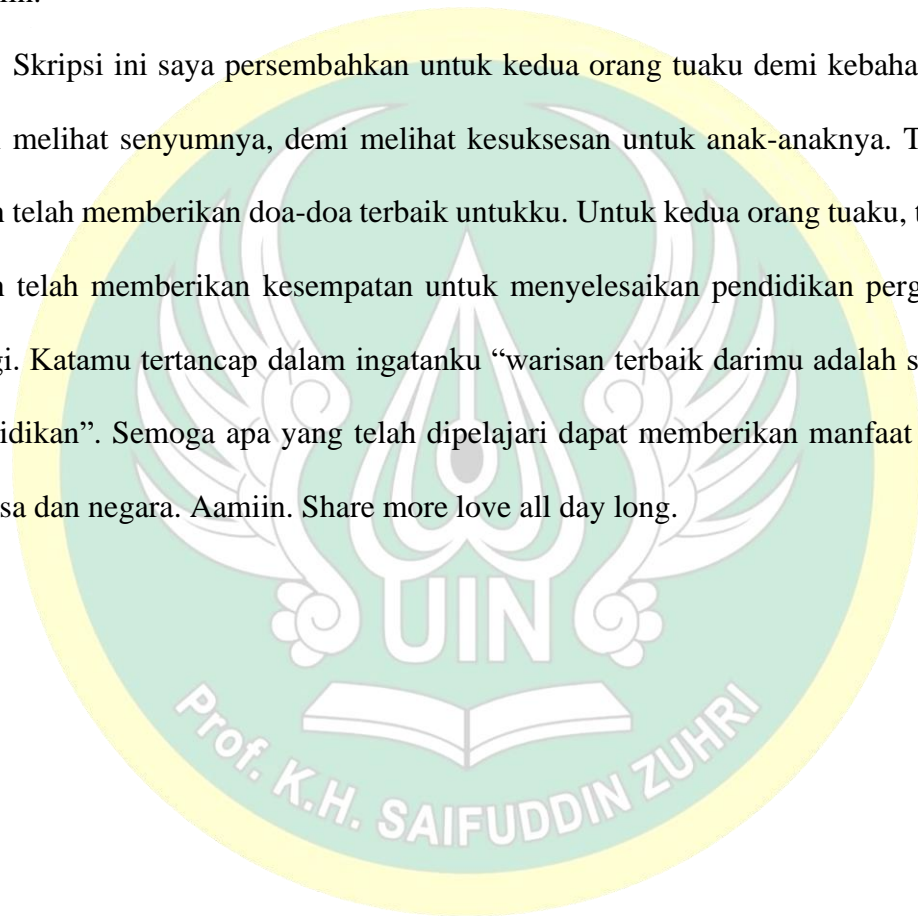 Skripsi ini saya persembahkan untuk kedua orang tuaku demi kebaha
melihat senyumnya, demi melihat kesuksesan untuk anak-anaknya. T
n telah memberikan doa-doa terbaik untukku. Untuk kedua orang tuaku, t
n telah memberikan kesempatan untuk menyelesaikan pendidikan perg
gi. Katamu tertancap dalam ingatanku “warisan terbaik darimu adalah s
idikan”. Semoga apa yang telah dipelajari dapat memberikan manfaat
sa dan negara. Aamiin. Share more love all day long.
UIN
Prof. K.H. SAIFUDDIN ZUHRI